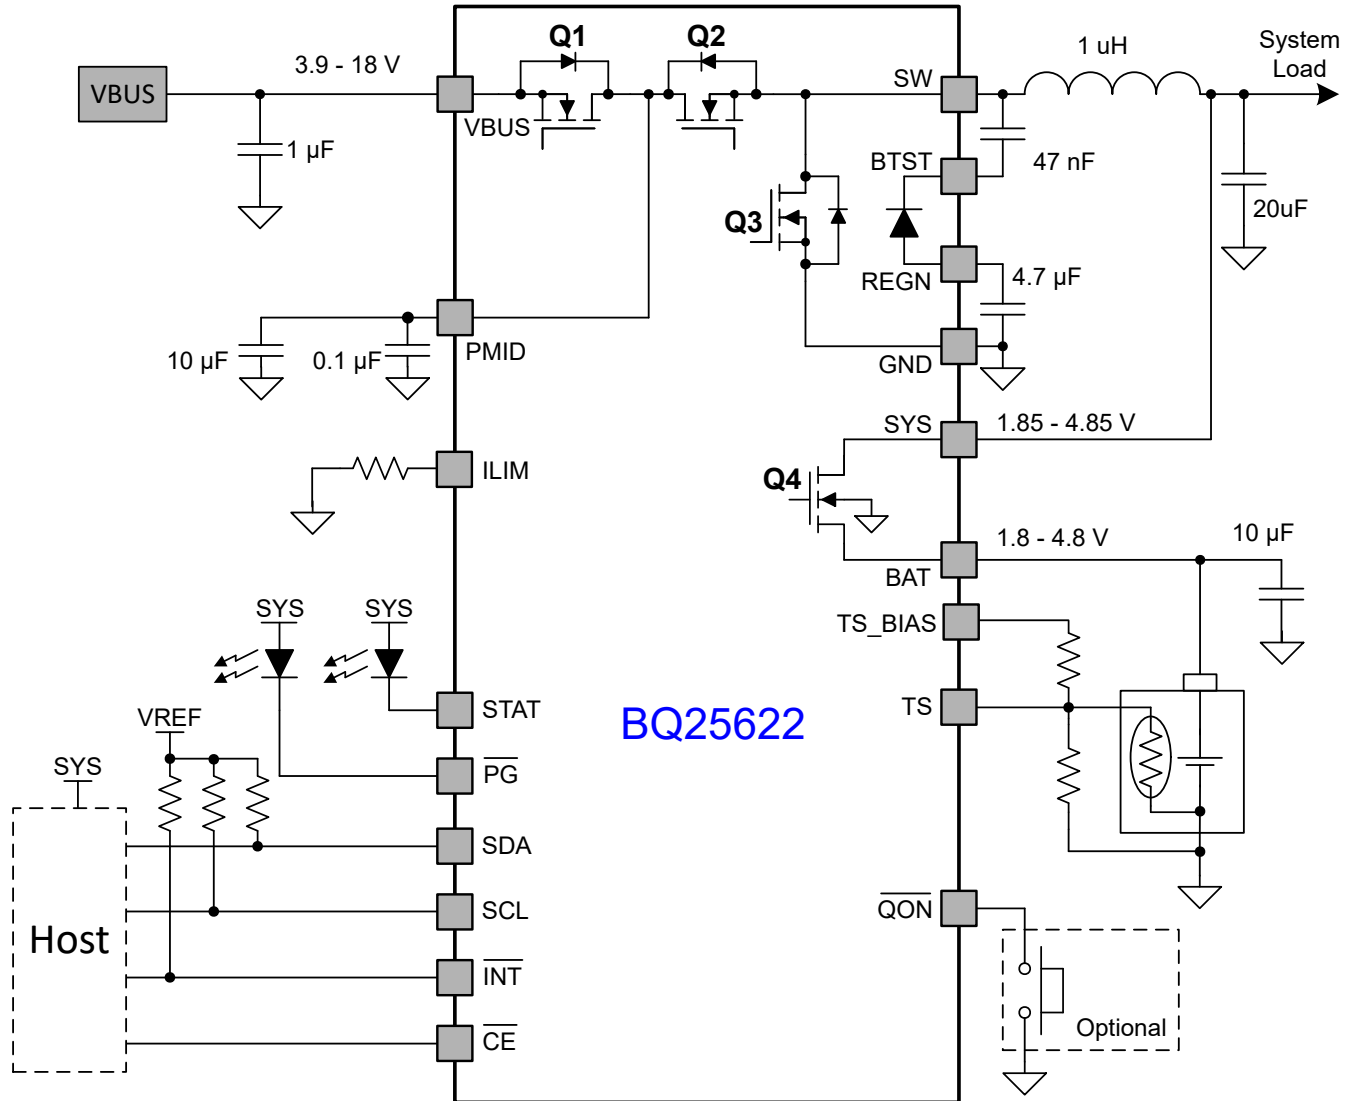 Q1
Q2
1 uH
System
Load
3.9 - 18 V
SW
VBUS
VBUS
1 µF
BTST
47 nF
20uF
Q3
REGN
4.7 µF
10 µF
0.1 µF
PMID
GND
SYS
1.85 - 4.85 V
ILIM
Q4
1.8 - 4.8 V
10 µF
BAT
SYS
SYS
TS_BIAS
STAT
TS
BQ25622
VREF
SYS
PG
SDA
SCL
QON
Host
INT
Optional
CE